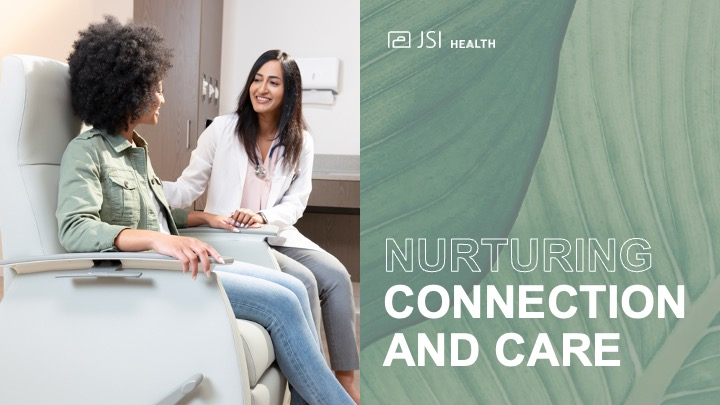 JSI HEALTH
NURTURING
CONNECTION
AND CARE